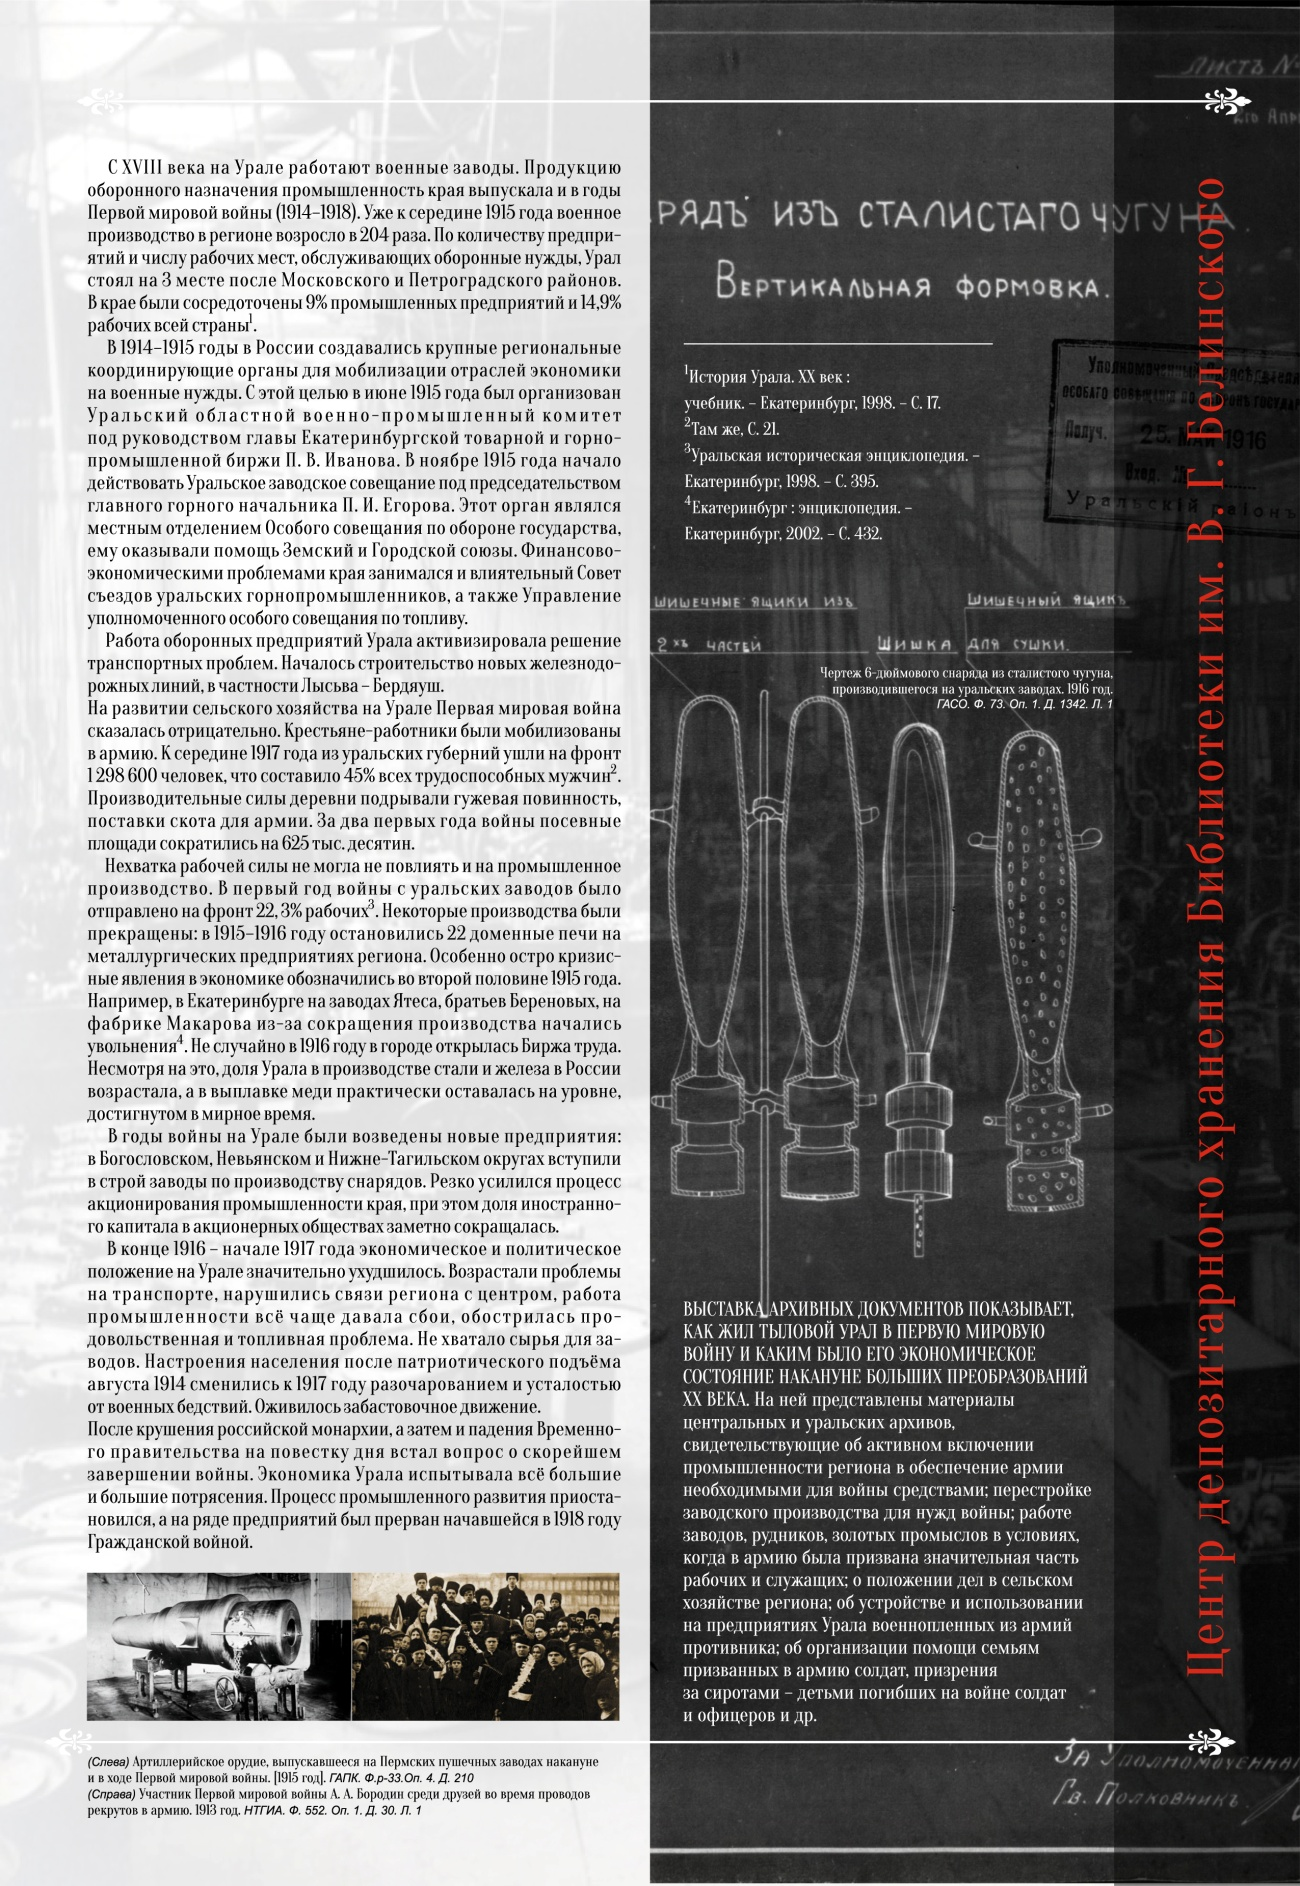 С XVIII века на Урале работают военные заводы. Продукцию
оборонного назначения промышленность края выпускала и в годы
Первой мировой войны (1914–1918). Уже к середине 1915 года военное
производство в регионе возросло в 204 раза. По количеству предпри-
ятий и числу рабочих мест, обслуживающих оборонные нужды, Урал
стоял на 3 месте после Московского и Петроградского районов.
В крае были сосредоточены 9% промышленных предприятий и 14,9%
рабочих всей страны1.
В 1914–1915 годы в России создавались крупные региональные
координирующие органы для мобилизации отраслей экономики
на военные нужды. С этой целью в июне 1915 года был организован
Уральский областной военно-промышленный комитет
под руководством главы Екатеринбургской товарной и горно-
промышленной биржи П. В. Иванова. В ноябре 1915 года начало
действовать Уральское заводское совещание под председательством
главного горного начальника П. И. Егорова. Этот орган являлся
местным отделением Особого совещания по обороне государства,
ему оказывали помощь Земский и Городской союзы. Финансово-
экономическими проблемами края занимался и влиятельный Совет
съездов уральских горнопромышленников, а также Управление
уполномоченного особого совещания по топливу.
Работа оборонных предприятий Урала активизировала решение
транспортных проблем. Началось строительство новых железнодо-
рожных линий, в частности Лысьва – Бердяуш.
На развитии сельского хозяйства на Урале Первая мировая война
сказалась отрицательно. Крестьяне-работники были мобилизованы
в армию. К середине 1917 года из уральских губерний ушли на фронт
1 298 600 человек, что составило 45% всех трудоспособных мужчин2.
Производительные силы деревни подрывали гужевая повинность,
поставки скота для армии. За два первых года войны посевные
площади сократились на 625 тыс. десятин.
Нехватка рабочей силы не могла не повлиять и на промышленное
производство. В первый год войны с уральских заводов было
отправлено на фронт 22, 3% рабочих3. Некоторые производства были
прекращены: в 1915–1916 году остановились 22 доменные печи на
металлургических предприятиях региона. Особенно остро кризис-
ные явления в экономике обозначились во второй половине 1915 года.
Например, в Екатеринбурге на заводах Ятеса, братьев Береновых, на
фабрике Макарова из-за сокращения производства начались
увольнения4. Не случайно в 1916 году в городе открылась Биржа труда.
Несмотря на это, доля Урала в производстве стали и железа в России
возрастала, а в выплавке меди практически оставалась на уровне,
достигнутом в мирное время.
В годы войны на Урале были возведены новые предприятия:
в Богословском, Невьянском и Нижне-Тагильском округах вступили
в строй заводы по производству снарядов. Резко усилился процесс
акционирования промышленности края, при этом доля иностранно-
го капитала в акционерных обществах заметно сокращалась.
В конце 1916 – начале 1917 года экономическое и политическое
положение на Урале значительно ухудшилось. Возрастали проблемы
на транспорте, нарушились связи региона с центром, работа
промышленности всё чаще давала сбои, обострилась про-
довольственная и топливная проблема. Не хватало сырья для за-
водов. Настроения населения после патриотического подъёма
августа 1914 сменились к 1917 году разочарованием и усталостью
от военных бедствий. Оживилось забастовочное движение.
После крушения российской монархии, а затем и падения Временно-
го правительства на повестку дня встал вопрос о скорейшем
завершении войны. Экономика Урала испытывала всё большие
и большие потрясения. Процесс промышленного развития приоста-
новился, а на ряде предприятий был прерван начавшейся в 1918 году
Гражданской войной.
(Слева) Артиллерийское орудие, выпускавшееся на Пермских пушечных заводах накануне
и в ходе Первой мировой войны. [1915 год]. ГАПК. Ф.р-33.Оп. 4. Д. 210
(Справа) Участник Первой мировой войны А. А. Бородин среди друзей во время проводов
рекрутов в армию. 1913 год. НТГИА. Ф. 552. Оп. 1. Д. 30. Л. 1
Листъ №
РЯДЪ ИЗЪ СТАЛИСТАГО ЧУГУНА.
Вертикальная формовка.
1История Урала. XX век :
учебник. – Екатеринбург, 1998. – С. 17.
2Там же, С. 21.
3Уральская историческая энциклопедия. –
Екатеринбург, 1998. – С. 395.
4Екатеринбург : энциклопедия. –
Екатеринбург, 2002. – С. 432.
Получ. 25 1916
Вход.
Уральскій районъ
шишечные ящики изъ
2хъ частей
Шишка
Шишечный ящикъ
для сушки.
Чертеж 6-дюймового снаряда из сталистого чугуна,
производившегося на уральских заводах. 1916 год.
ГАСО. Ф. 73. Оп. 1. Д. 1342. Л. 1
ВЫСТАВКА АРХИВНЫХ ДОКУМЕНТОВ ПОКАЗЫВАЕТ,
КАК ЖИЛ ТЫЛОВОЙ УРАЛ В ПЕРВУЮ МИРОВУЮ
ВОЙНУ И КАКИМ БЫЛО ЕГО ЭКОНОМИЧЕСКОЕ
СОСТОЯНИЕ НАКАНУНЕ БОЛЬШИХ ПРЕОБРАЗОВАНИЙ
XX ВЕКА. На ней представлены материалы
центральных и уральских архивов,
свидетельствующие об активном включении
промышленности региона в обеспечение армии
необходимыми для войны средствами; перестройке
заводского производства для нужд войны; работе
заводов, рудников, золотых промыслов в условиях,
когда в армию была призвана значительная часть
рабочих и служащих; о положении дел в сельском
хозяйстве региона; об устройстве и использовании
на предприятиях Урала военнопленных из армий
противника; об организации помощи семьям
призванных в армию солдат, призрения
за сиротами – детьми погибших на войне солдат
и офицеров и др.
За Уполномоченнаг
Гв. Полковникъ.
Центр депозитарного хранения Библиотеки им. В. Г. Белинского